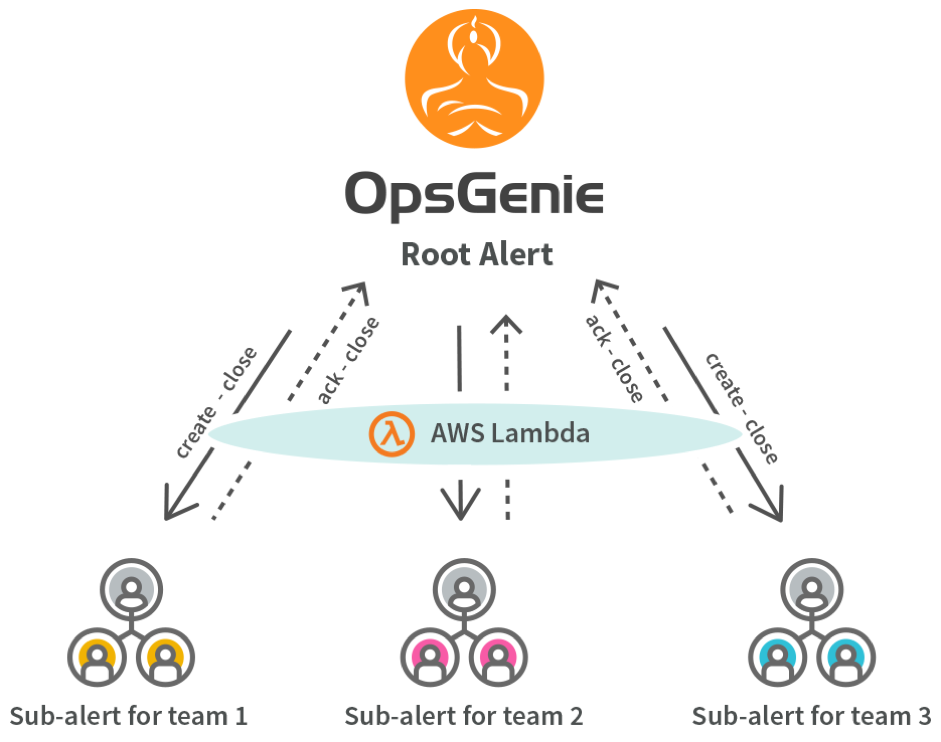 OpsGenie
Root Alert
create - close
ack - close
ack - close
create - close
AWS Lambda
Sub-alert for team 1
Sub-alert for team 2
Sub-alert for team 3